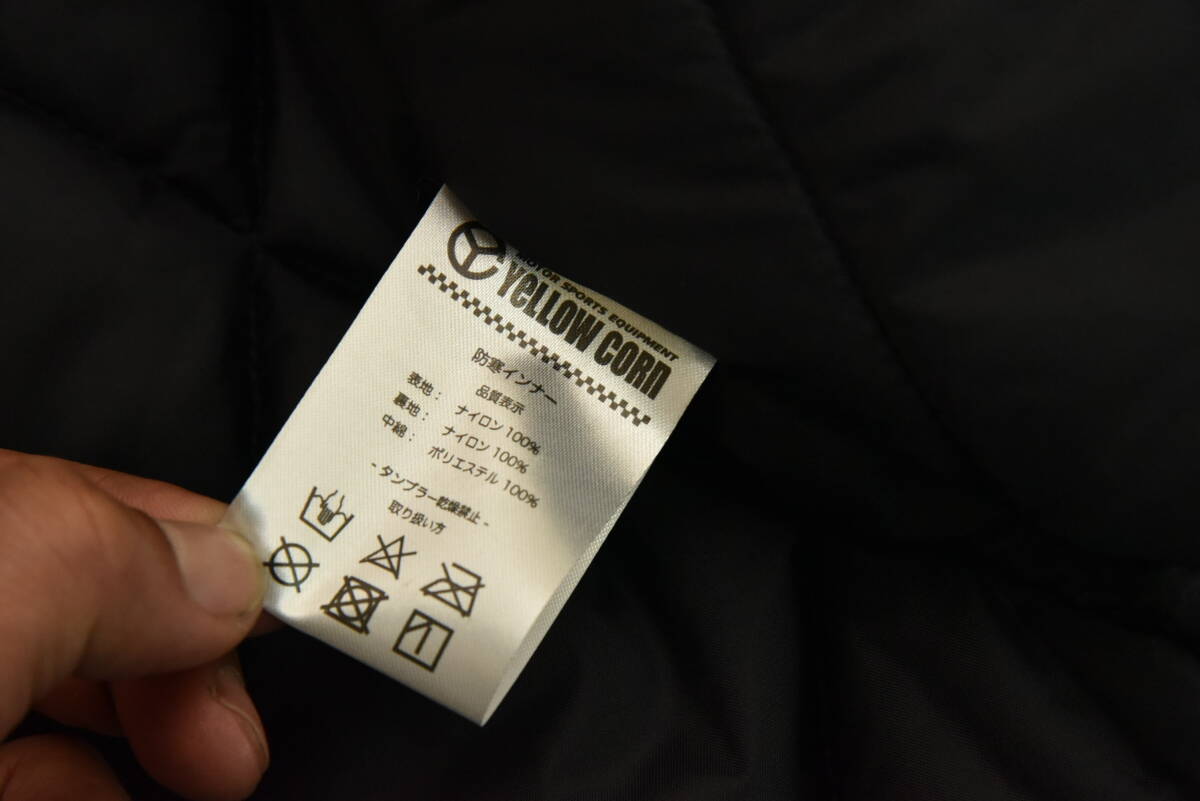 MOTOR SPORTS EQUIPMENT
YeLLOW CORn
防寒インナー
品質表示
表地： ナイロン 100%
裏地： ナイロン 100%
中綿： ポリエステル 100%
- タンブラー乾燥禁止 -
取り扱い方